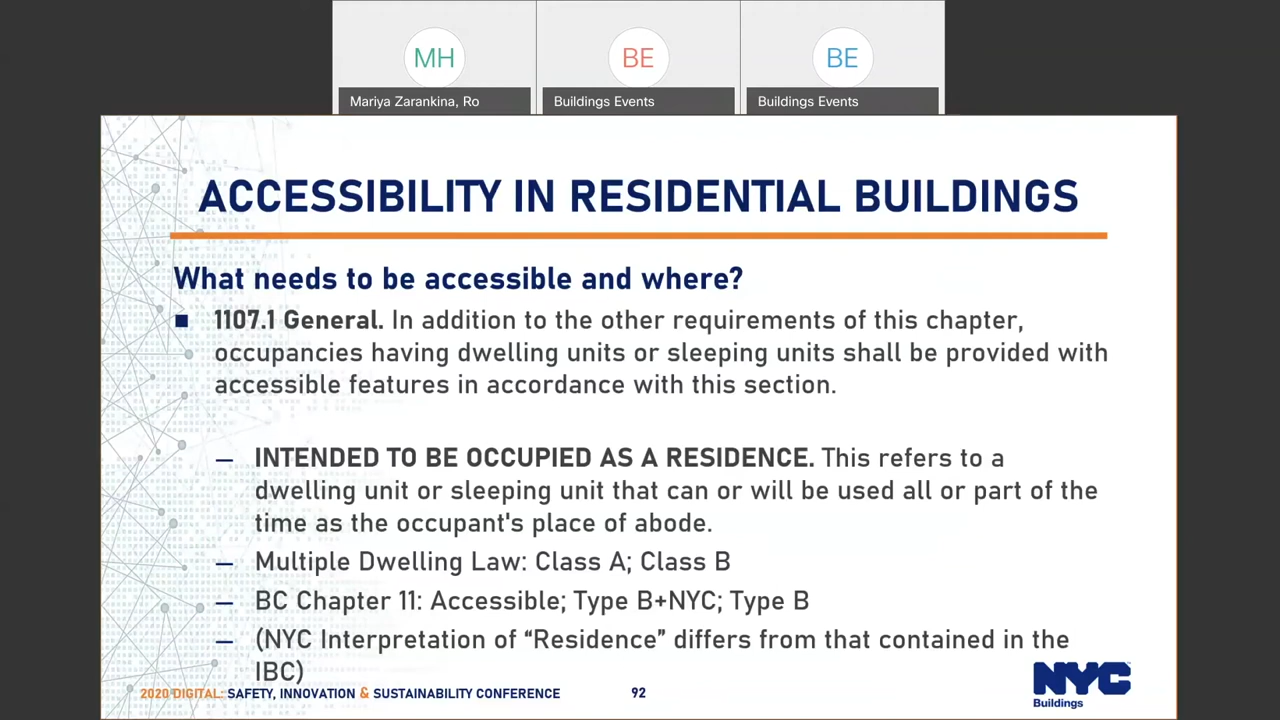 MH
BE
BE
Mariya Zarankina, Ro
Buildings Events
Buildings Events
ACCESSIBILITY IN RESIDENTIAL BUILDINGS
What needs to be accessible and where?
1107.1 General. In addition to the other requirements of this chapter,
occupancies having dwelling units or sleeping units shall be provided with
accessible features in accordance with this section.
— INTENDED TO BE OCCUPIED AS A RESIDENCE. This refers to a
dwelling unit or sleeping unit that can or will be used all or part of the
time as the occupant's place of abode.
— Multiple Dwelling Law: Class A; Class B
— BC Chapter 11: Accessible; Type B+NYC; Type B
— (NYC Interpretation of “Residence” differs from that contained in the
IBC)
2020 DIGITAL: SAFETY, INNOVATION & SUSTAINABILITY CONFERENCE
92
NYC
Buildings